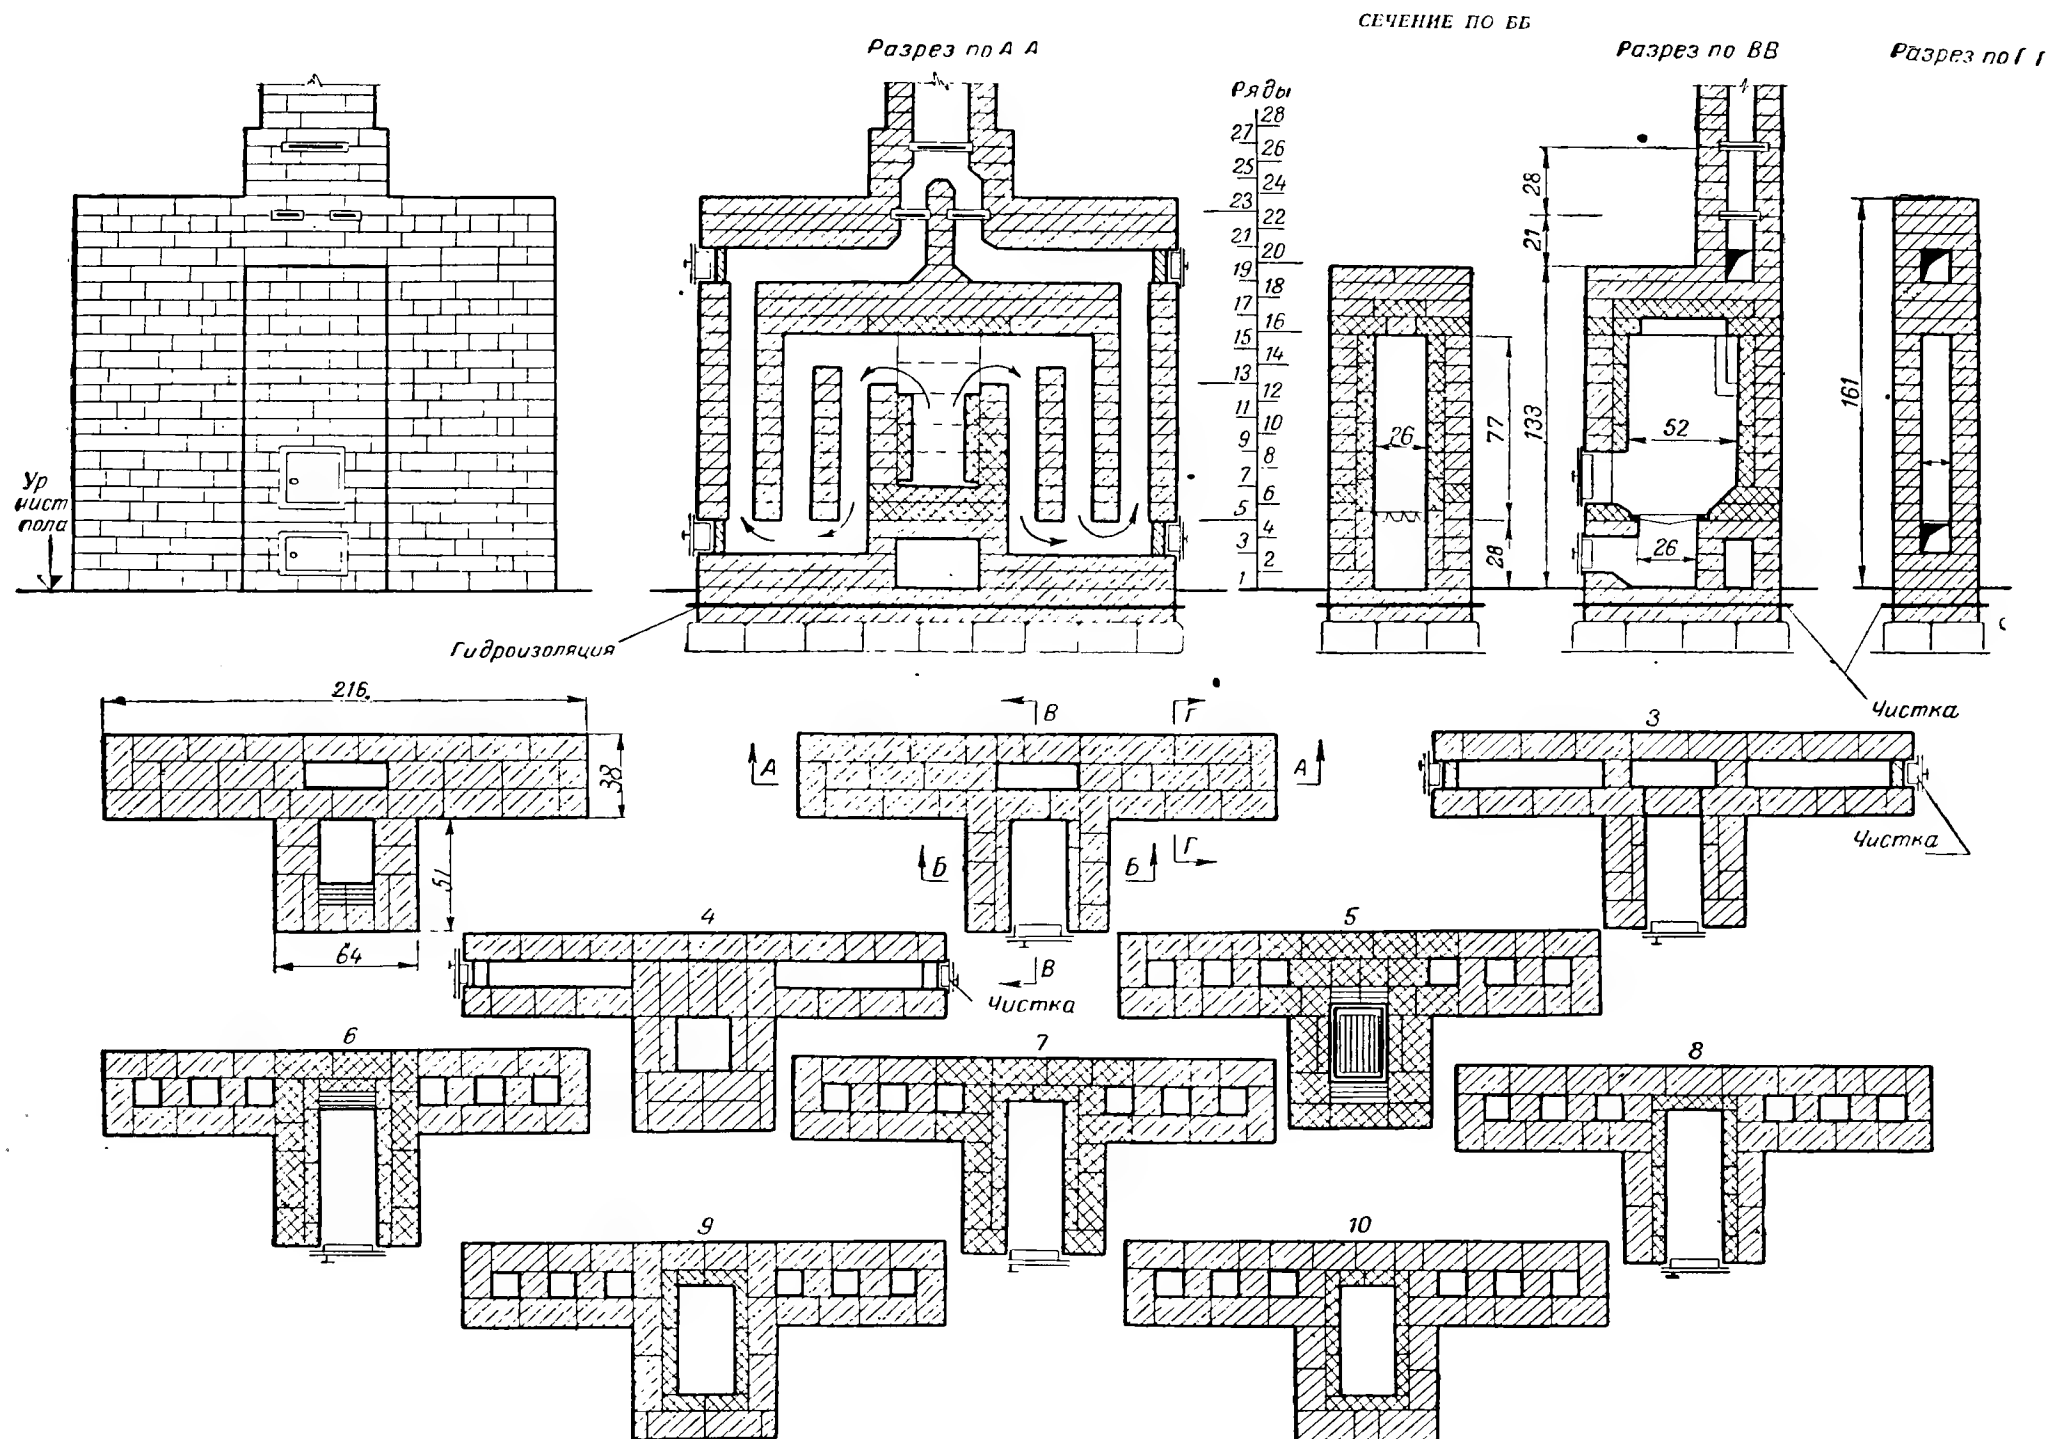 СЕЧЕНИЕ ПО ББ
Разрез по А А
Разрез по ВВ
Разрез по Г Г
Ряды
28
27
26
25
24
23
22
21
20
19
18
17
16
15
14
13
12
11
10
9
8
7
6
5
4
3
2
1
Ур
чист
пола
Гидроизоляция
26
77
28
133
28
21
52
26
161
Чистка
216
38
51
64
В
Г
А
А
Б
Б
Г
В
3
Чистка
4
Чистка
5
6
7
8
9
10